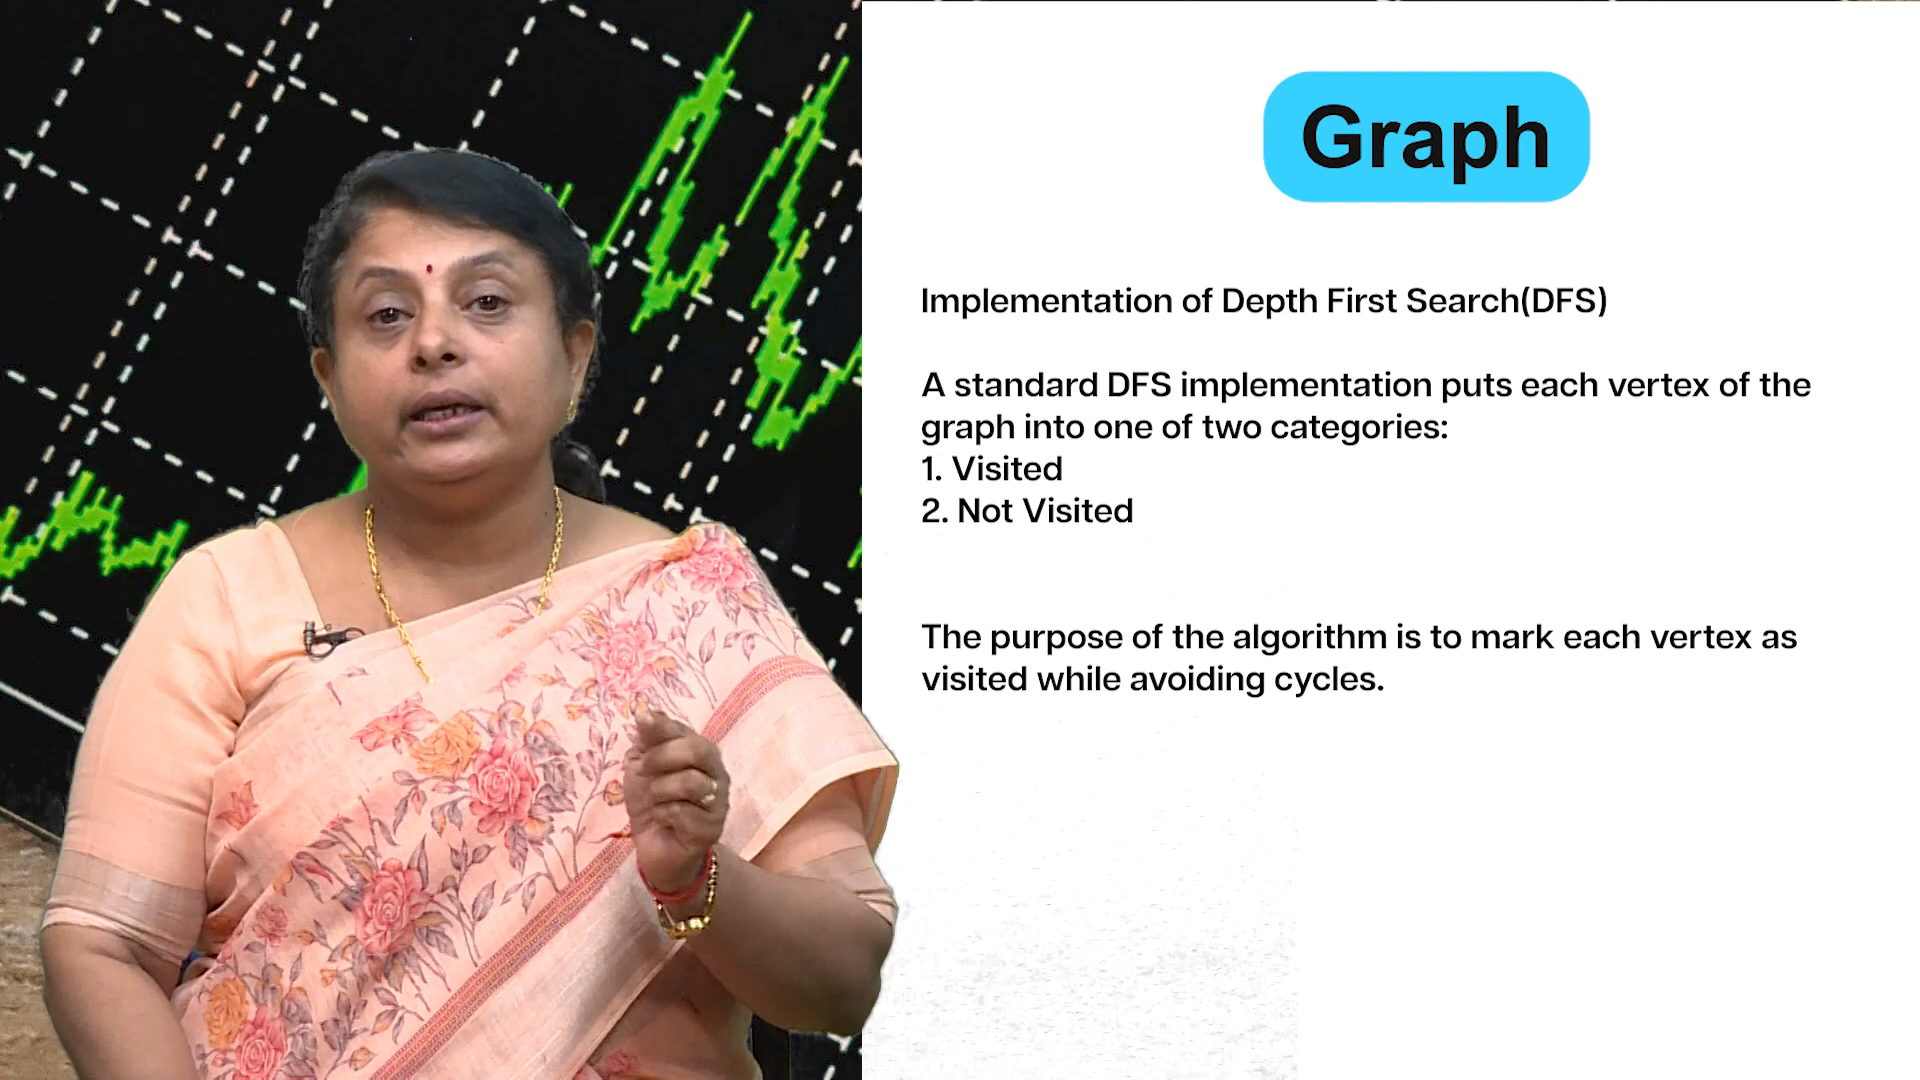 Graph
Implementation of Depth First Search(DFS)
A standard DFS implementation puts each vertex of the
graph into one of two categories:
1. Visited
2. Not Visited
The purpose of the algorithm is to mark each vertex as
visited while avoiding cycles.